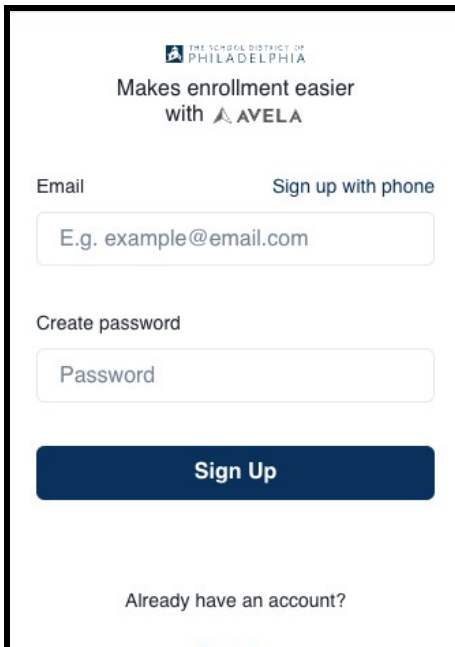 THE SCHOOL DISTRICT OF
PHILADELPHIA
Makes enrollment easier
with AVELA
Email Sign up with phone
E.g. example@email.com
Create password
Password
Sign Up
Already have an account?